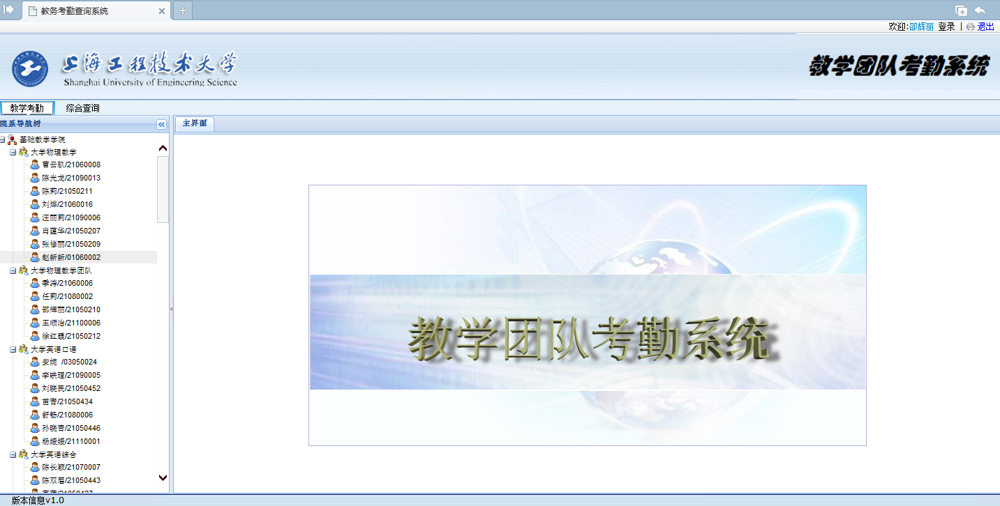 教务考勤查询系统
欢迎:邵辉丽 登录 | 退出
上海工程技术大学
Shanghai University of Engineering Science
教学团队考勤系统
教学考勤 综合查询
院系导航树
主界面
基础教学学院
大学物理教学
曹云玖/21060008
陈光龙/21090013
陈莉/21050211
刘烨/21060016
汪丽莉/21090006
肖蕴华/21050207
张修丽/21050209
赵新新/01060002
大学物理教学团队
季涛/21060006
任莉/21080002
邵辉丽/21050210
王顺治/21100006
徐红霞/21050212
大学英语口语
安妮 /03050024
李映珵/21090005
刘晓民/21050452
苗青/21050434
舒畅/21080006
孙晓青/21050446
杨媛媛/21110001
大学英语综合
陈长颖/21070007
陈双眉/21050443
教学团队考勤系统
版本信息v1.0